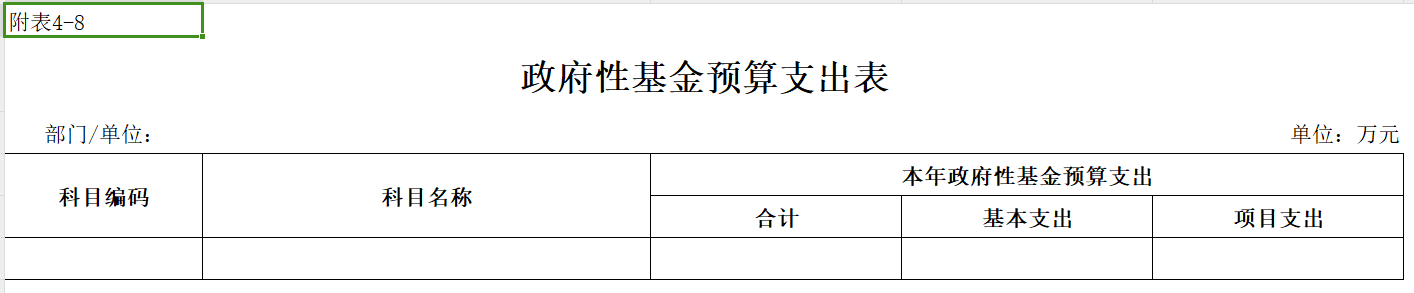 附表4-8
政府性基金预算支出表
部门/单位： 单位：万元
科目编码 科目名称 本年政府性基金预算支出
合计 基本支出 项目支出